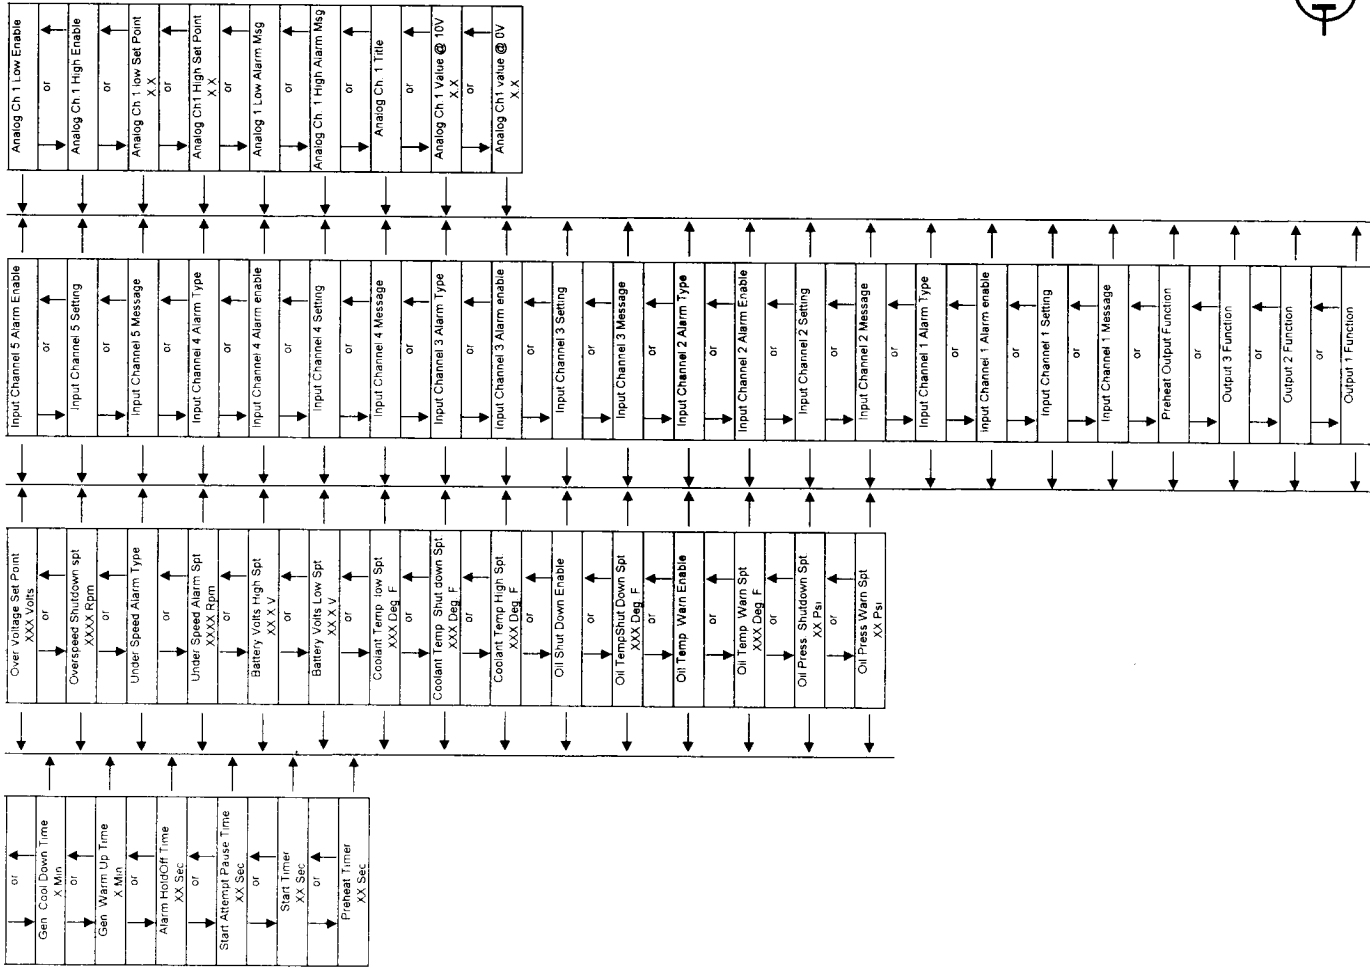 Analog Ch 1 Low Enable
or
Analog Ch.1 High Enable
or
Analog Ch 1 low Set Point
X.X
or
Analog Ch1 High Set Point
X.X
or
Analog 1 Low Alarm Msg
or
Analog Ch. 1 High Alarm Msg
or
Analog Ch. 1 Title
or
Analog Ch.1 Value @ 10V
X.X
or
Analog Ch1 value @ 0V
X.X
Input Channel 5 Alarm Enable
or
Input Channel 5 Setting
or
Input Channel 5 Message
or
Input Channel 4 Alarm Type
or
Input Channel 4 Alarm enable
or
Input Channel 4 Setting
or
Input Channel 4 Message
or
Input Channel 3 Alarm Type
or
Input Channel 3 Alarm enable
or
Input Channel 3 Setting
or
Input Channel 3 Message
or
Input Channel 2 Alarm Type
or
Input Channel 2 Alarm Enable
or
Input Channel 2 Setting
or
Input Channel 2 Message
or
Input Channel 1 Alarm Type
or
input Channel 1 Alarm enable
or
Input Channel 1 Setting
or
Input Channel 1 Message
or
Preheat Output Function
or
Output 3 Function
or
Output 2 Function
or
Output 1 Function
Over Voltage Set Point
XXX Volts
or
Overspeed Shutdown spt
XXXX Rpm
or
Under Speed Alarm Type
or
Under Speed Alarm Spt
XXXX Rpm
or
Battery Volts High Spt
XX.X V
or
Battery Volts Low Spt
XX.X V
or
Coolant Temp low Spt
XXX Deg. F
or
Coolant Temp Shut down Spt
XXX Deg. F
or
Coolant Temp High Spt
XXX Deg. F
or
Oil Shut Down Enable
or
Oil TempShut Down Spt
XXX Deg F
or
Oil Temp Warn Enable
or
Oil Temp Warn Spt
XXX Deg F
or
Oil Press Shutdown Spt
XX Psi
or
Oil Press Warn Spt
XX Psi
or
Gen Cool Down Time
X Min
or
Gen Warm Up Time
X Min
or
Alarm HoldOff Time
XX Sec
or
Start Attempt Pause Time
XX Sec
or
Start Timer
XX Sec
or
Preheat Timer
XX Sec